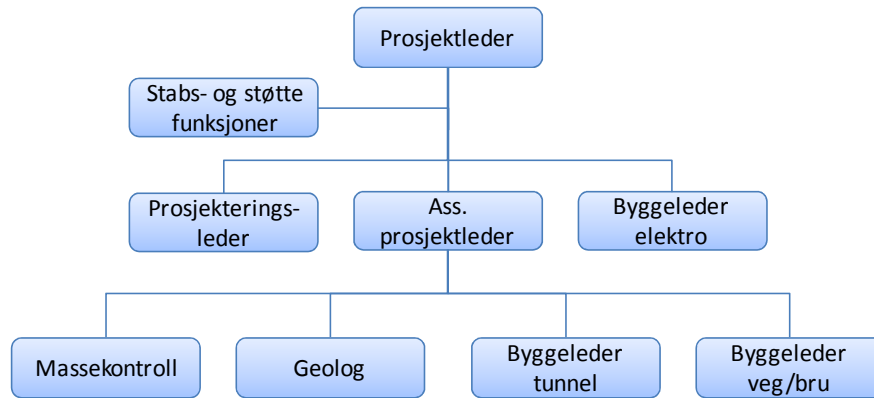 Prosjektleder
Stabs- og støtte
funksjoner
Prosjekterings-
leder
Ass.
prosjektleder
Byggeleder
elektro
Massekontroll
Geolog
Byggeleder
tunnel
Byggeleder
veg/bru